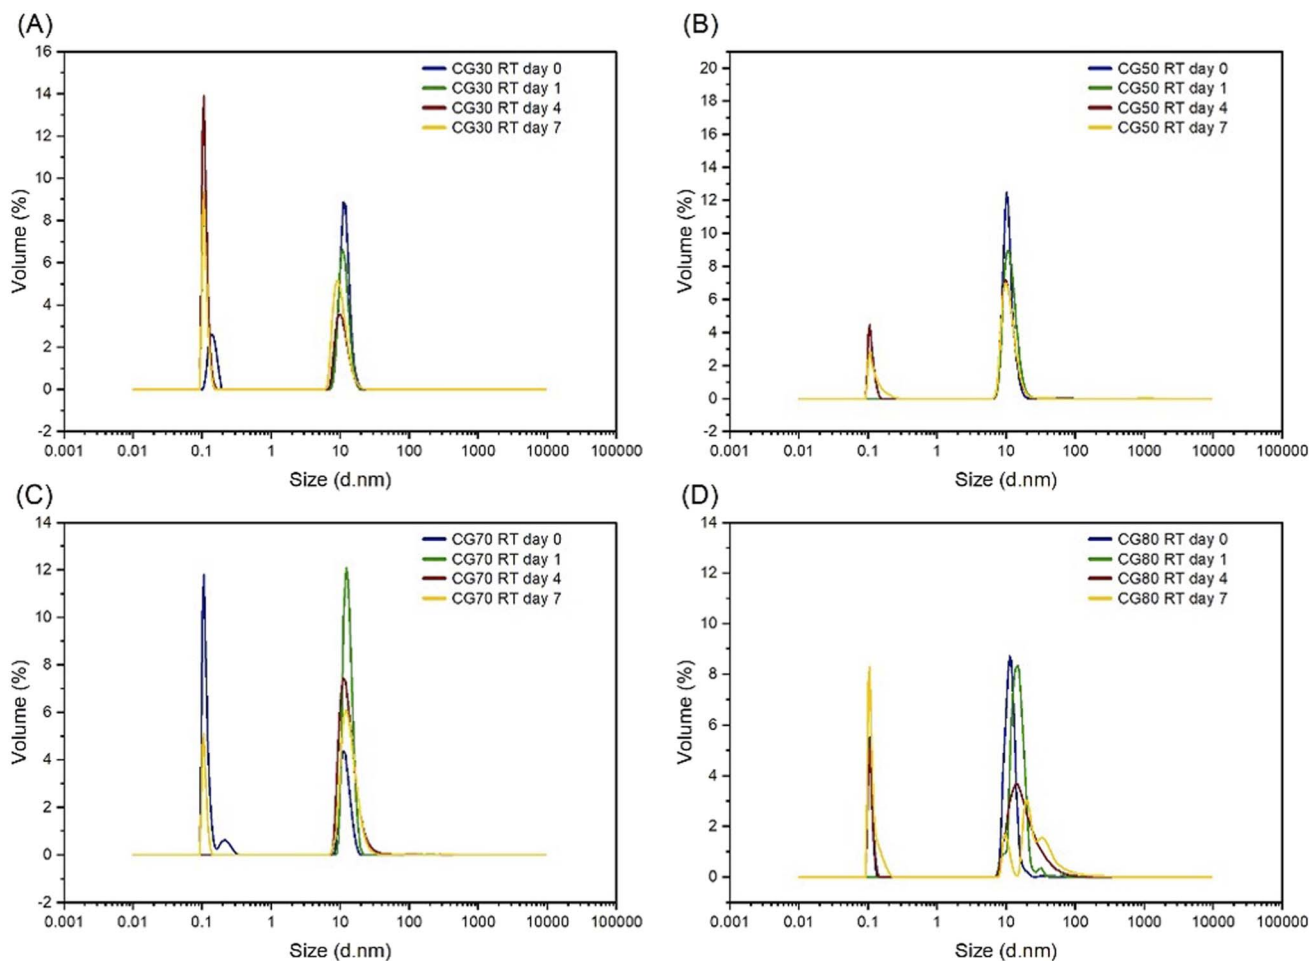 (A)
16
14
12
10
8
6
4
2
0
-2
Volume (%)
CG30 RT day 0
CG30 RT day 1
CG30 RT day 4
CG30 RT day 7
0.001 0.01 0.1 1 10 100 1000 10000 100000
Size (d.nm)
(B)
20
18
16
14
12
10
8
6
4
2
0
-2
Volume (%)
CG50 RT day 0
CG50 RT day 1
CG50 RT day 4
CG50 RT day 7
0.001 0.01 0.1 1 10 100 1000 10000 100000
Size (d.nm)
(C)
14
12
10
8
6
4
2
0
-2
Volume (%)
CG70 RT day 0
CG70 RT day 1
CG70 RT day 4
CG70 RT day 7
0.001 0.01 0.1 1 10 100 1000 10000 100000
Size (d.nm)
(D)
14
12
10
8
6
4
2
0
Volume (%)
CG80 RT day 0
CG80 RT day 1
CG80 RT day 4
CG80 RT day 7
0.001 0.01 0.1 1 10 100 1000 10000 100000
Size (d.nm)